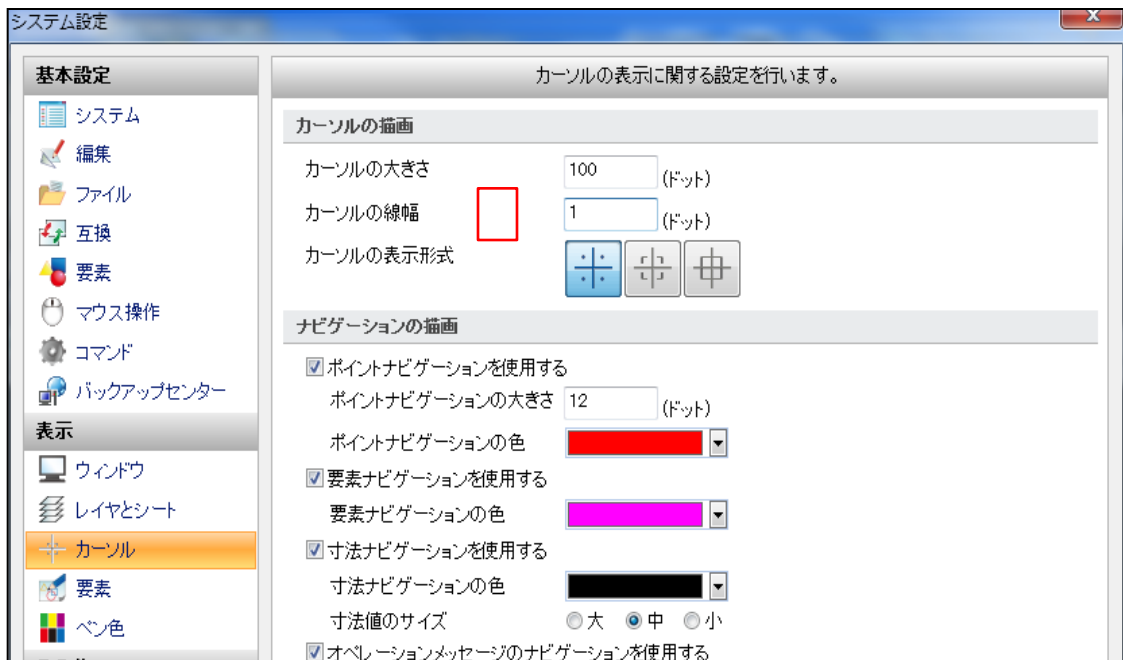 システム設定
基本設定
システム
編集
ファイル
互換
要素
マウス操作
コマンド
バックアップセンター
表示
ウィンドウ
レイヤとシート
カーソル
要素
ペン色
カーソルの表示に関する設定を行います。
カーソルの描画
カーソルの大きさ 100 (ドット)
カーソルの線幅 1 (ドット)
カーソルの表示形式
ナビゲーションの描画
ポイントナビゲーションを使用する
ポイントナビゲーションの大きさ 12 (ドット)
ポイントナビゲーションの色
要素ナビゲーションを使用する
要素ナビゲーションの色
寸法ナビゲーションを使用する
寸法ナビゲーションの色
寸法値のサイズ 大 中 小
オペレーションメッセージのナビゲーションを使用する